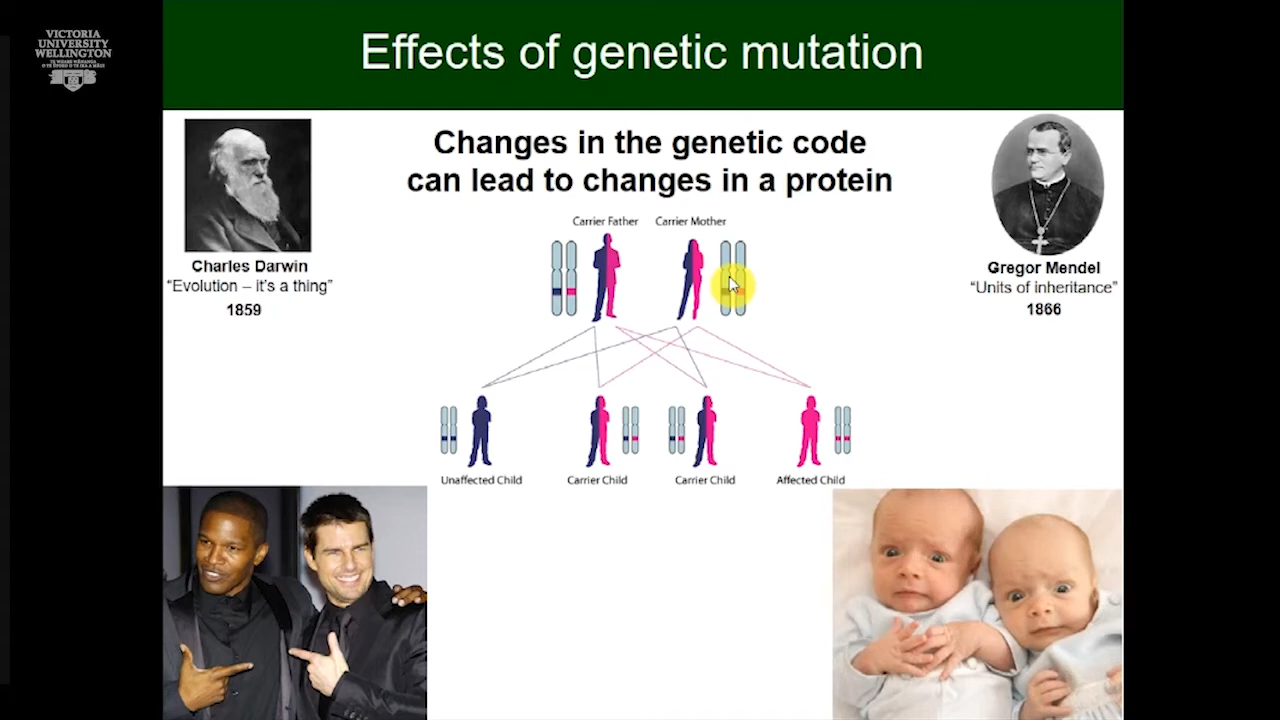 VICTORIA
UNIVERSITY
WELLINGTON
Effects of genetic mutation
Changes in the genetic code
can lead to changes in a protein
Charles Darwin
“Evolution – it’s a thing”
1859
Gregor Mendel
“Units of inheritance”
1866
Carrier Father
Carrier Mother
Unaffected Child
Carrier Child
Carrier Child
Affected Child